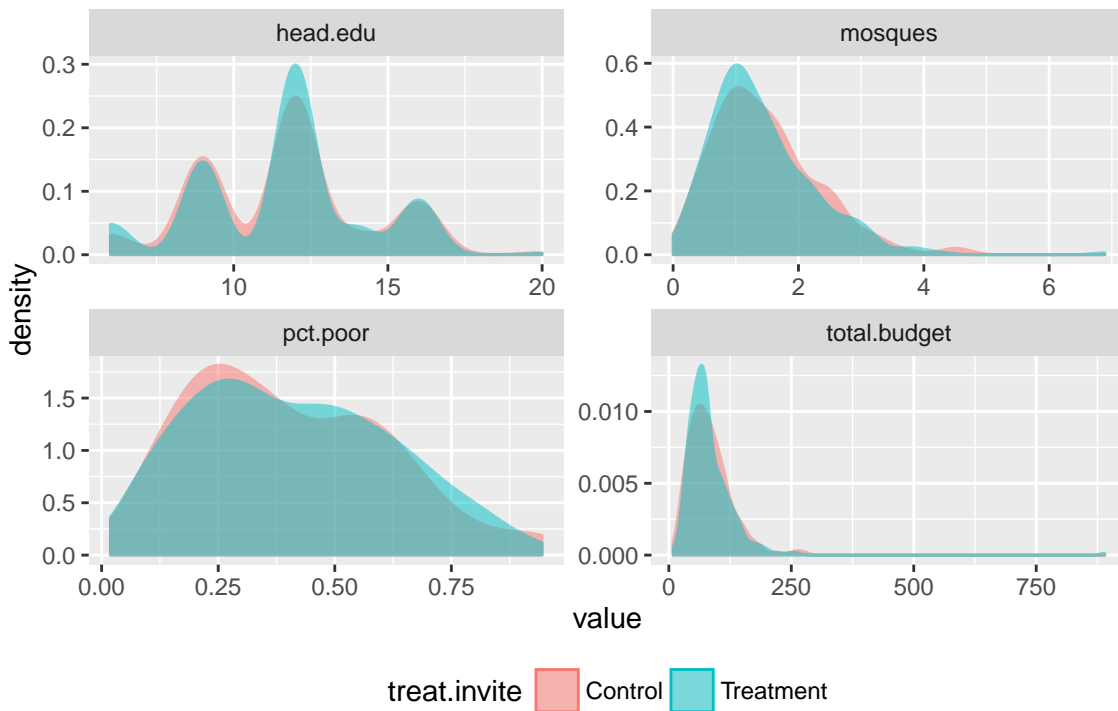 head.edu
0.3
0.2
0.1
0.0
10 15 20
mosques
0.6
0.4
0.2
0.0
0 2 4 6
density
pct.poor
1.5
1.0
0.5
0.0
0.00 0.25 0.50 0.75
total.budget
0.010
0.005
0.000
0 250 500 750
value
treat.invite Control Treatment